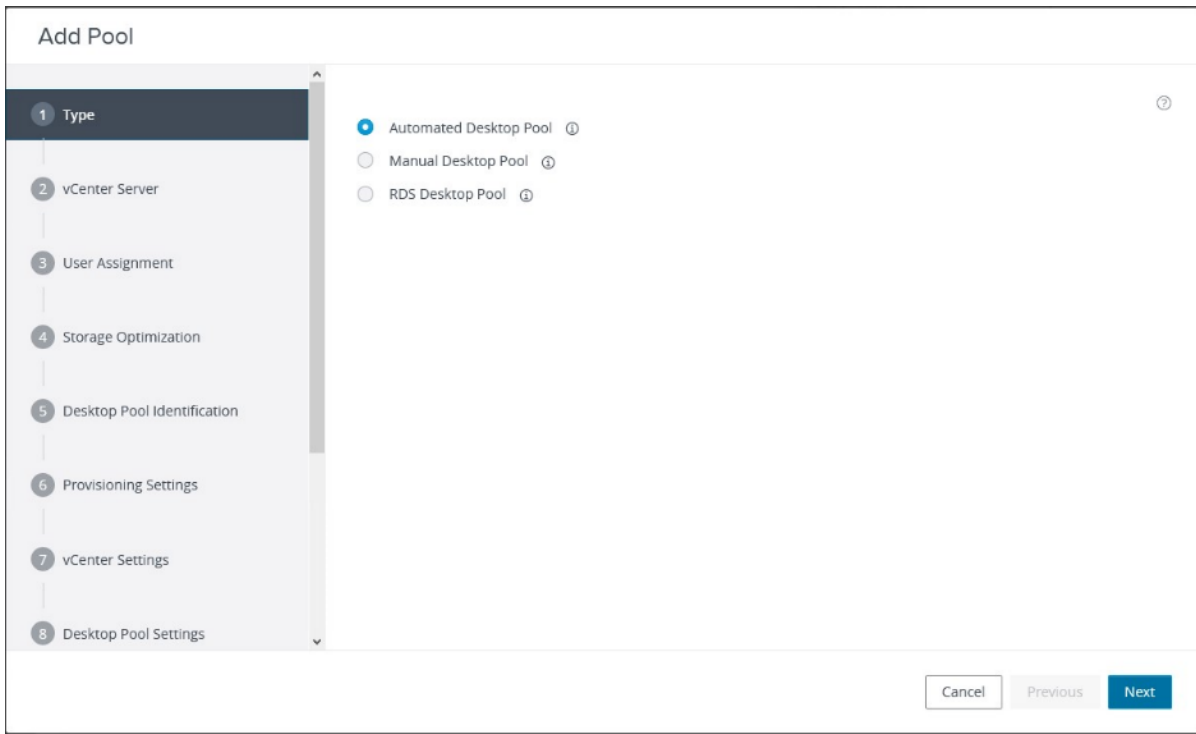 Add Pool
1 Type
2 vCenter Server
3 User Assignment
4 Storage Optimization
5 Desktop Pool Identification
6 Provisioning Settings
7 vCenter Settings
8 Desktop Pool Settings
Automated Desktop Pool
Manual Desktop Pool
RDS Desktop Pool
Cancel Previous Next